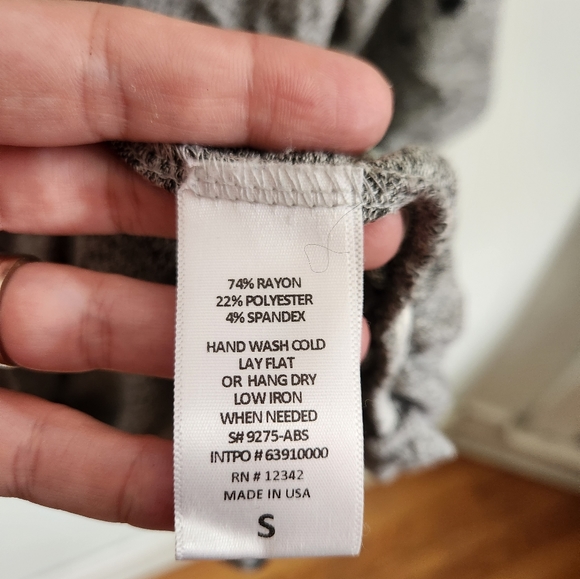 74% RAYON
22% POLYESTER
4% SPANDEX
HAND WASH COLD
LAY FLAT
OR HANG DRY
LOW IRON
WHEN NEEDED
S# 9275-ABS
INTPO # 63910000
RN # 12342
MADE IN USA
S